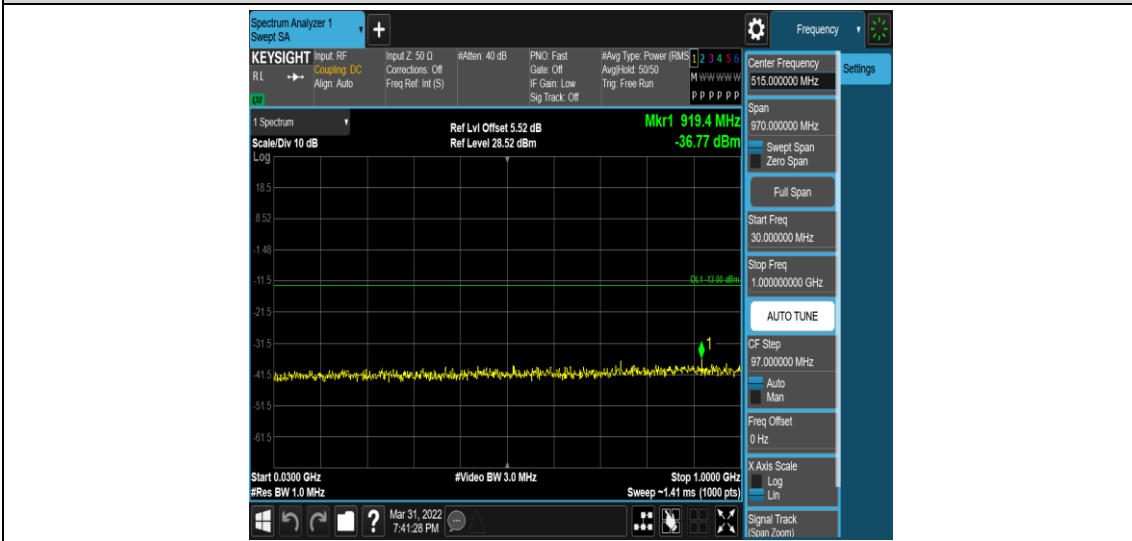 Spectrum Analyzer 1
Swept SA
+
Frequency
KEYSIGHT
RL
LXI
Input: RF
Coupling: DC
Align: Auto
Input Z: 50 Ω
Corrections: Off
Freq Ref: Int (S)
#Atten: 40 dB
PNO: Fast
Gate: Off
IF Gain: Low
Sig Track: Off
#Avg Type: Power (RMS
Avg|Hold: 50/50
Trig: Free Run
1 2 3 4 5 6
M W W W W W
P P P P P P
Center Frequency
515.000000 MHz
Settings
Span
970.000000 MHz
Swept Span
Zero Span
Full Span
Start Freq
30.000000 MHz
Stop Freq
1.000000000 GHz
AUTO TUNE
CF Step
97.000000 MHz
Auto
Man
Freq Offset
0 Hz
X Axis Scale
Log
Lin
Signal Track
(Span Zoom)
1 Spectrum
Scale/Div 10 dB
Log
Ref Lvl Offset 5.52 dB
Ref Level 28.52 dBm
Mkr1 919.4 MHz
-36.77 dBm
18.5
8.52
-1.48
-11.5
DL1 -13.00 dBm
-21.5
-31.5
1
-41.5
-51.5
-61.5
Start 0.0300 GHz
#Res BW 1.0 MHz
#Video BW 3.0 MHz
Stop 1.0000 GHz
Sweep ~1.41 ms (1000 pts)
?
Mar 31, 2022
7:41:28 PM